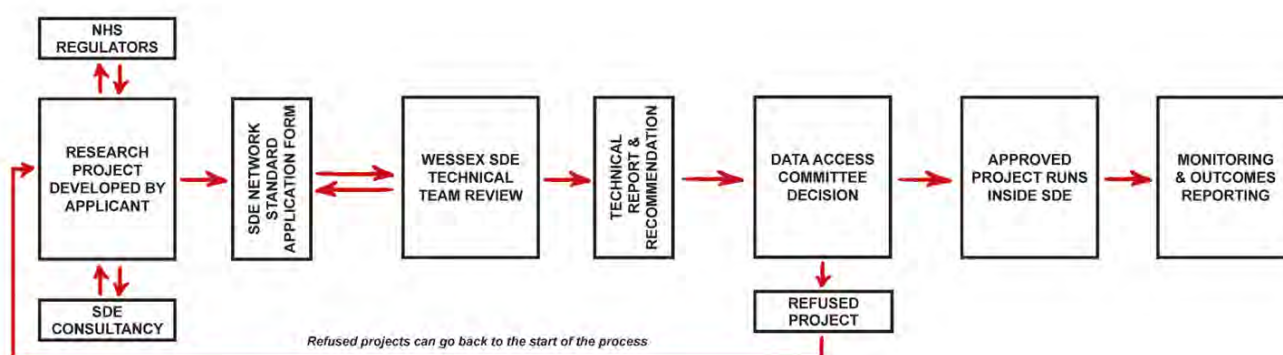 NHS
REGULATORS
RESEARCH
PROJECT
DEVELOPED BY
APPLICANT
SDE
CONSULTANCY
SDE NETWORK
STANDARD
APPLICATION FORM
WESSEX SDE
TECHNICAL
TEAM REVIEW
TECHNICAL
REPORT &
RECOMMENDATION
DATA ACCESS
COMMITTEE
DECISION
REFUSED
PROJECT
APPROVED
PROJECT RUNS
INSIDE SDE
MONITORING
& OUTCOMES
REPORTING
Refused projects can go back to the start of the process